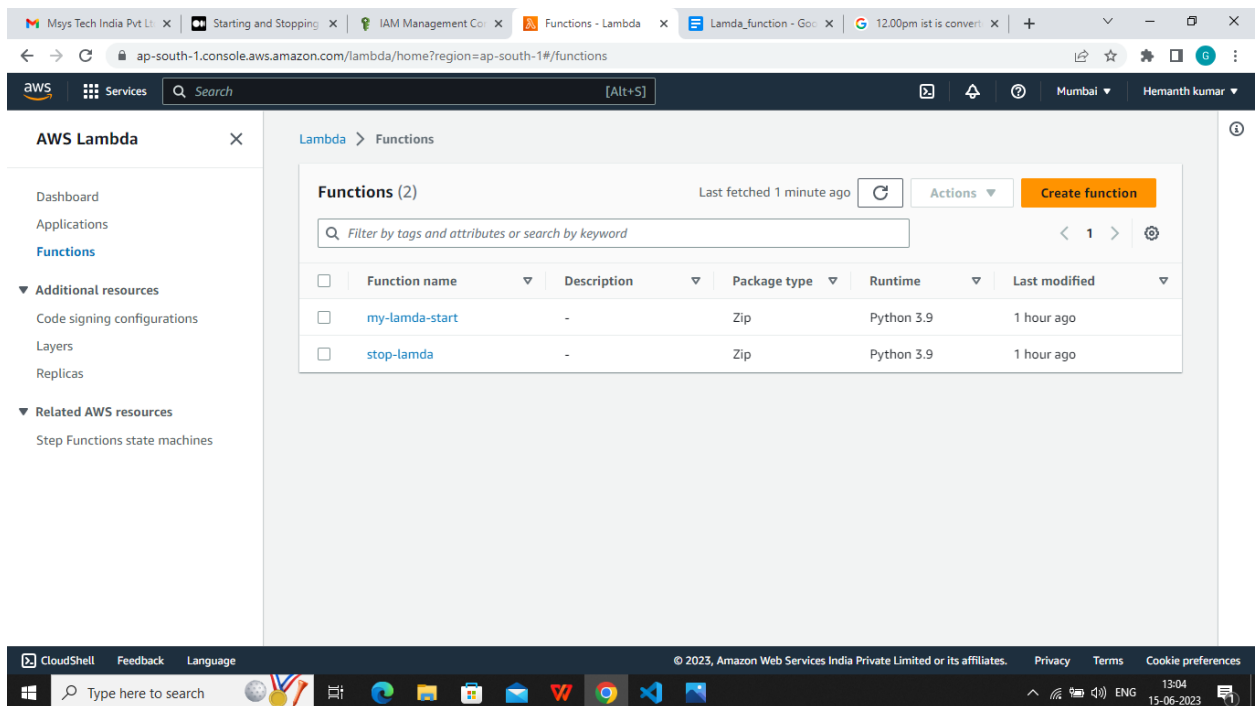 Msys Tech India Pvt Lt
Starting and Stopping
IAM Management Con
Functions - Lambda
Lamda_function - Goo
12.00pm ist is convert
ap-south-1.console.aws.amazon.com/lambda/home?region=ap-south-1#/functions
G
aws
Services
Search
[Alt+S]
Mumbai ▼
Hemanth kumar ▼
AWS Lambda
Dashboard
Applications
Functions
Additional resources
Code signing configurations
Layers
Replicas
Related AWS resources
Step Functions state machines
Lambda > Functions
Functions (2)
Last fetched 1 minute ago
Actions ▼
Create function
Filter by tags and attributes or search by keyword
< 1 >
Function name Description Package type Runtime Last modified
my-lamda-start - Zip Python 3.9 1 hour ago
stop-lamda - Zip Python 3.9 1 hour ago
CloudShell Feedback Language
© 2023, Amazon Web Services India Private Limited or its affiliates. Privacy Terms Cookie preferences
Type here to search
ENG
13:04
15-06-2023
1